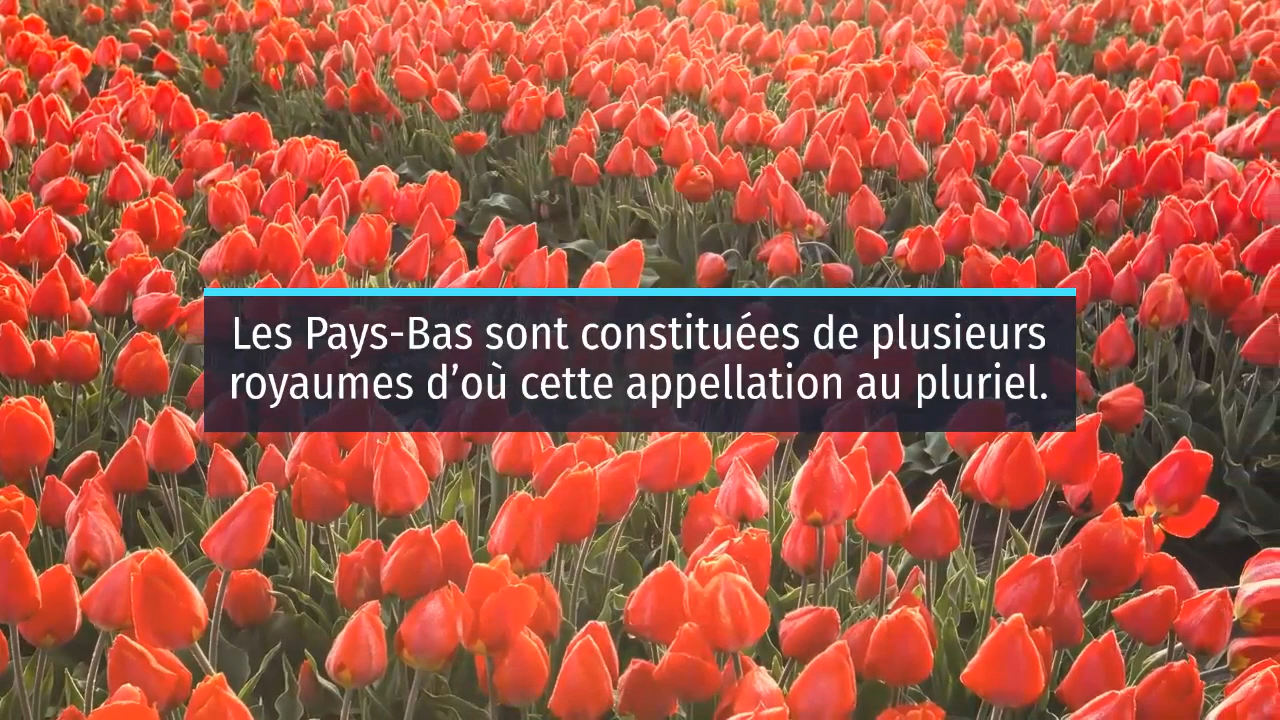 Les Pays-Bas sont constituées de plusieurs
royaumes d’où cette appellation au pluriel.